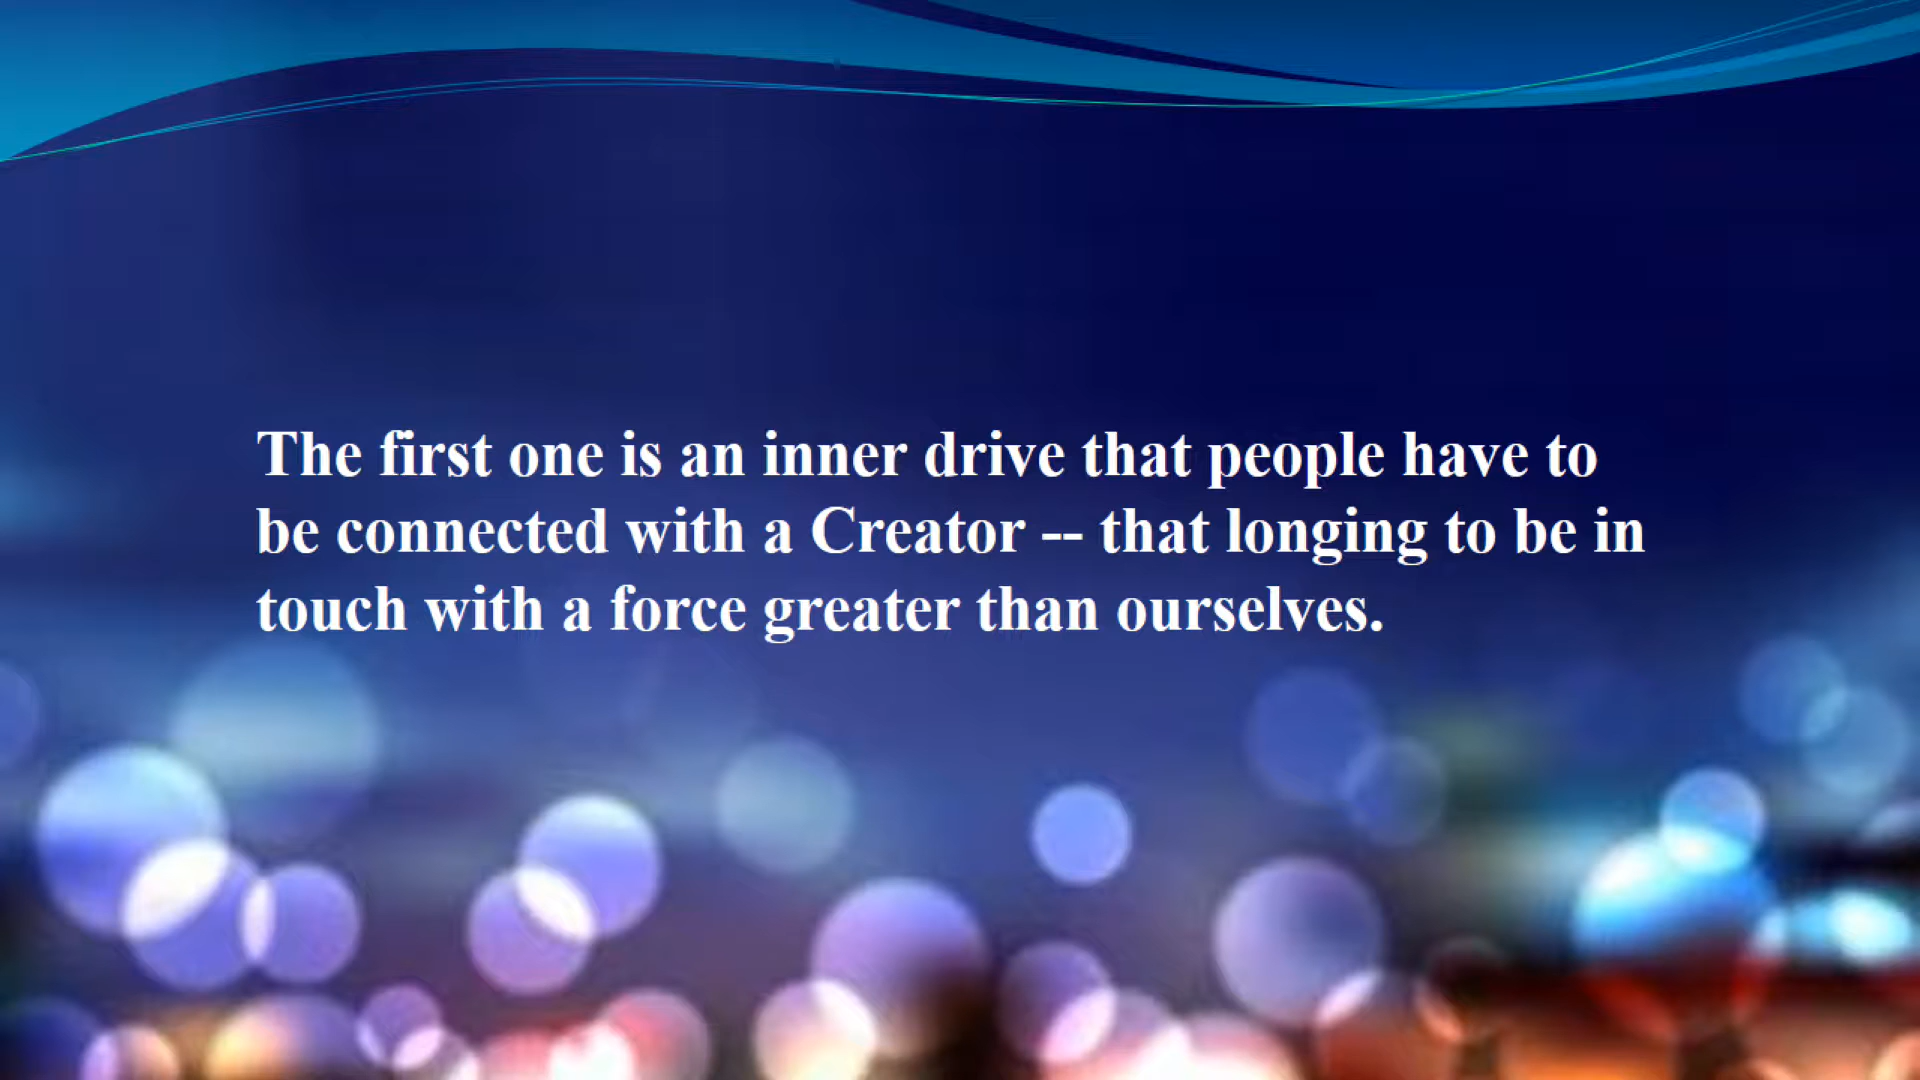 The first one is an inner drive that people have to
be connected with a Creator -- that longing to be in
touch with a force greater than ourselves.